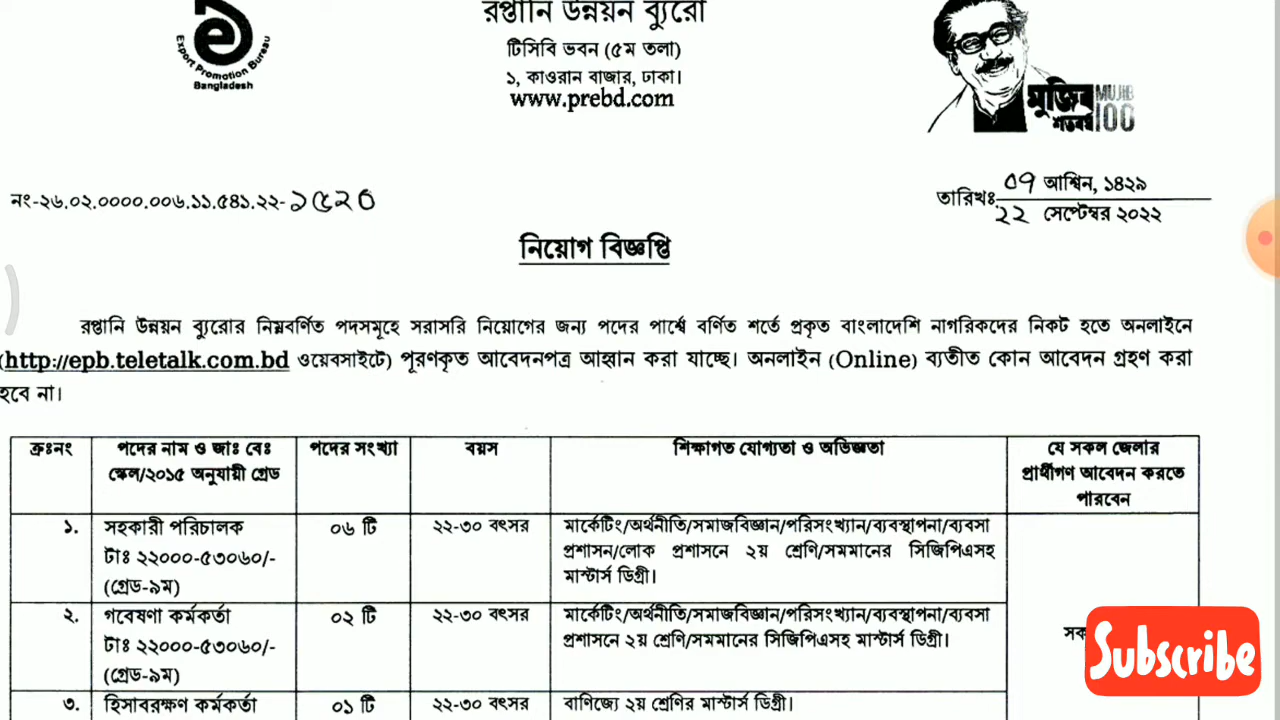 রপ্তানি উন্নয়ন ব্যুরো
টিসিবি ভবন (৫ম তলা)
১, কাওরান বাজার, ঢাকা।
www.prebd.com
Export Promotion Bureau
Bangladesh
মুজিব MUJIB
শতবর্ষ 100
নং-২৬.০২.০০০০.০০৬.১১.৫৪১.২২-১৫২০
তারিখঃ
০৭ আশ্বিন, ১৪২৯
২২ সেপ্টেম্বর ২০২২
নিয়োগ বিজ্ঞপ্তি
রপ্তানি উন্নয়ন ব্যুরোর নিম্নবর্ণিত পদসমূহে সরাসরি নিয়োগের জন্য পদের পার্শ্বে বর্ণিত শর্তে প্রকৃত বাংলাদেশি নাগরিকদের নিকট হতে অনলাইনে
(http://epb.teletalk.com.bd ওয়েবসাইটে) পূরণকৃত আবেদনপত্র আহ্বান করা যাচ্ছে। অনলাইন (Online) ব্যতীত কোন আবেদন গ্রহণ করা
হবে না।
ক্রঃনং
পদের নাম ও জাঃ বেঃ
স্কেল/২০১৫ অনুযায়ী গ্রেড
পদের সংখ্যা
বয়স
শিক্ষাগত যোগ্যতা ও অভিজ্ঞতা
যে সকল জেলার
প্রার্থীগণ আবেদন করতে
পারবেন
১.
সহকারী পরিচালক
টাঃ ২২০০০-৫৩০৬০/-
(গ্রেড-৯ম)
০৬ টি
২২-৩০ বৎসর
মার্কেটিং/অর্থনীতি/সমাজবিজ্ঞান/পরিসংখ্যান/ব্যবস্থাপনা/ব্যবসা
প্রশাসন/লোক প্রশাসনে ২য় শ্রেণি/সমমানের সিজিপিএসহ
মাস্টার্স ডিগ্রী।
২.
গবেষণা কর্মকর্তা
টাঃ ২২০০০-৫৩০৬০/-
(গ্রেড-৯ম)
০২ টি
২২-৩০ বৎসর
মার্কেটিং/অর্থনীতি/সমাজবিজ্ঞান/পরিসংখ্যান/ব্যবস্থাপনা/ব্যবসা
প্রশাসনে ২য় শ্রেণি/সমমানের সিজিপিএসহ মাস্টার্স ডিগ্রী।
৩.
হিসাবরক্ষণ কর্মকর্তা
০১ টি
২২-৩০ বৎসর
বাণিজ্যে ২য় শ্রেণির মাস্টার্স ডিগ্রী।
Subscribe